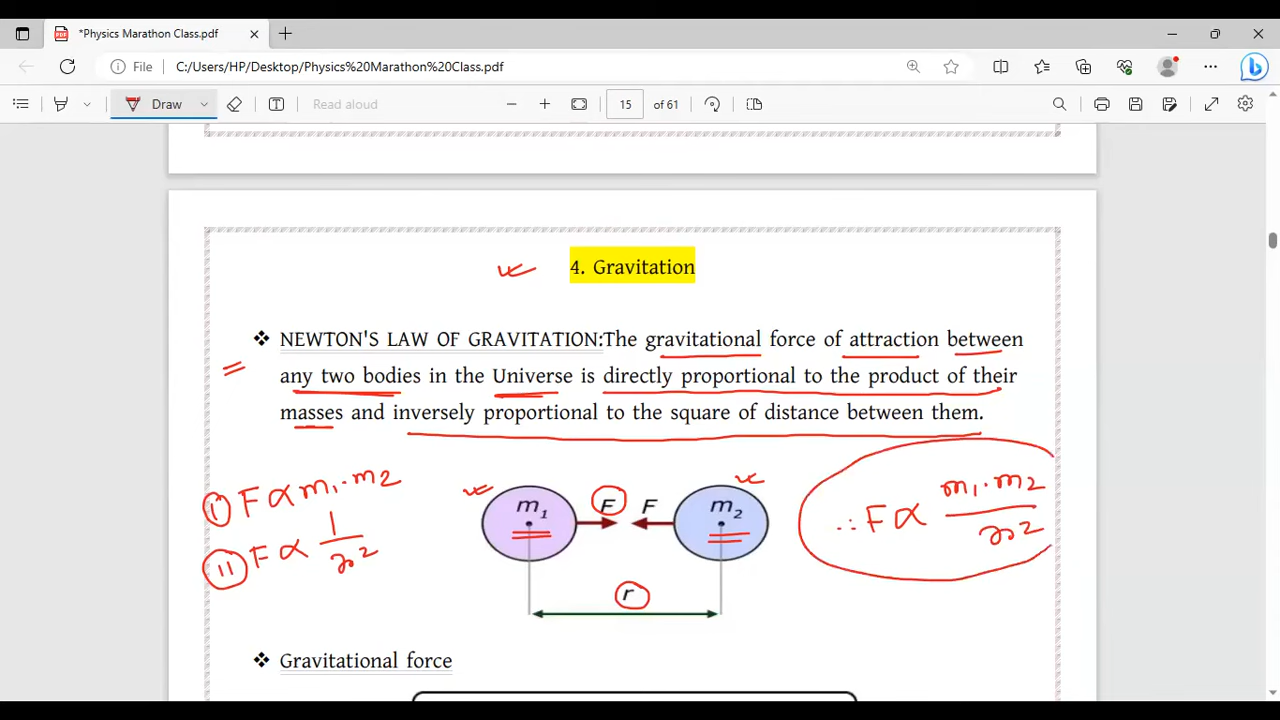 *Physics Marathon Class.pdf
File C:/Users/HP/Desktop/Physics%20Marathon%20Class.pdf
Draw Read aloud 15 of 61
4. Gravitation
❖ NEWTON'S LAW OF GRAVITATION:The gravitational force of attraction between
any two bodies in the Universe is directly proportional to the product of their
masses and inversely proportional to the square of distance between them.
I F ∝ m1·m2
II F ∝ 1/r2
m1 F F m2
∴ F ∝ m1·m2/r2
r
❖ Gravitational force